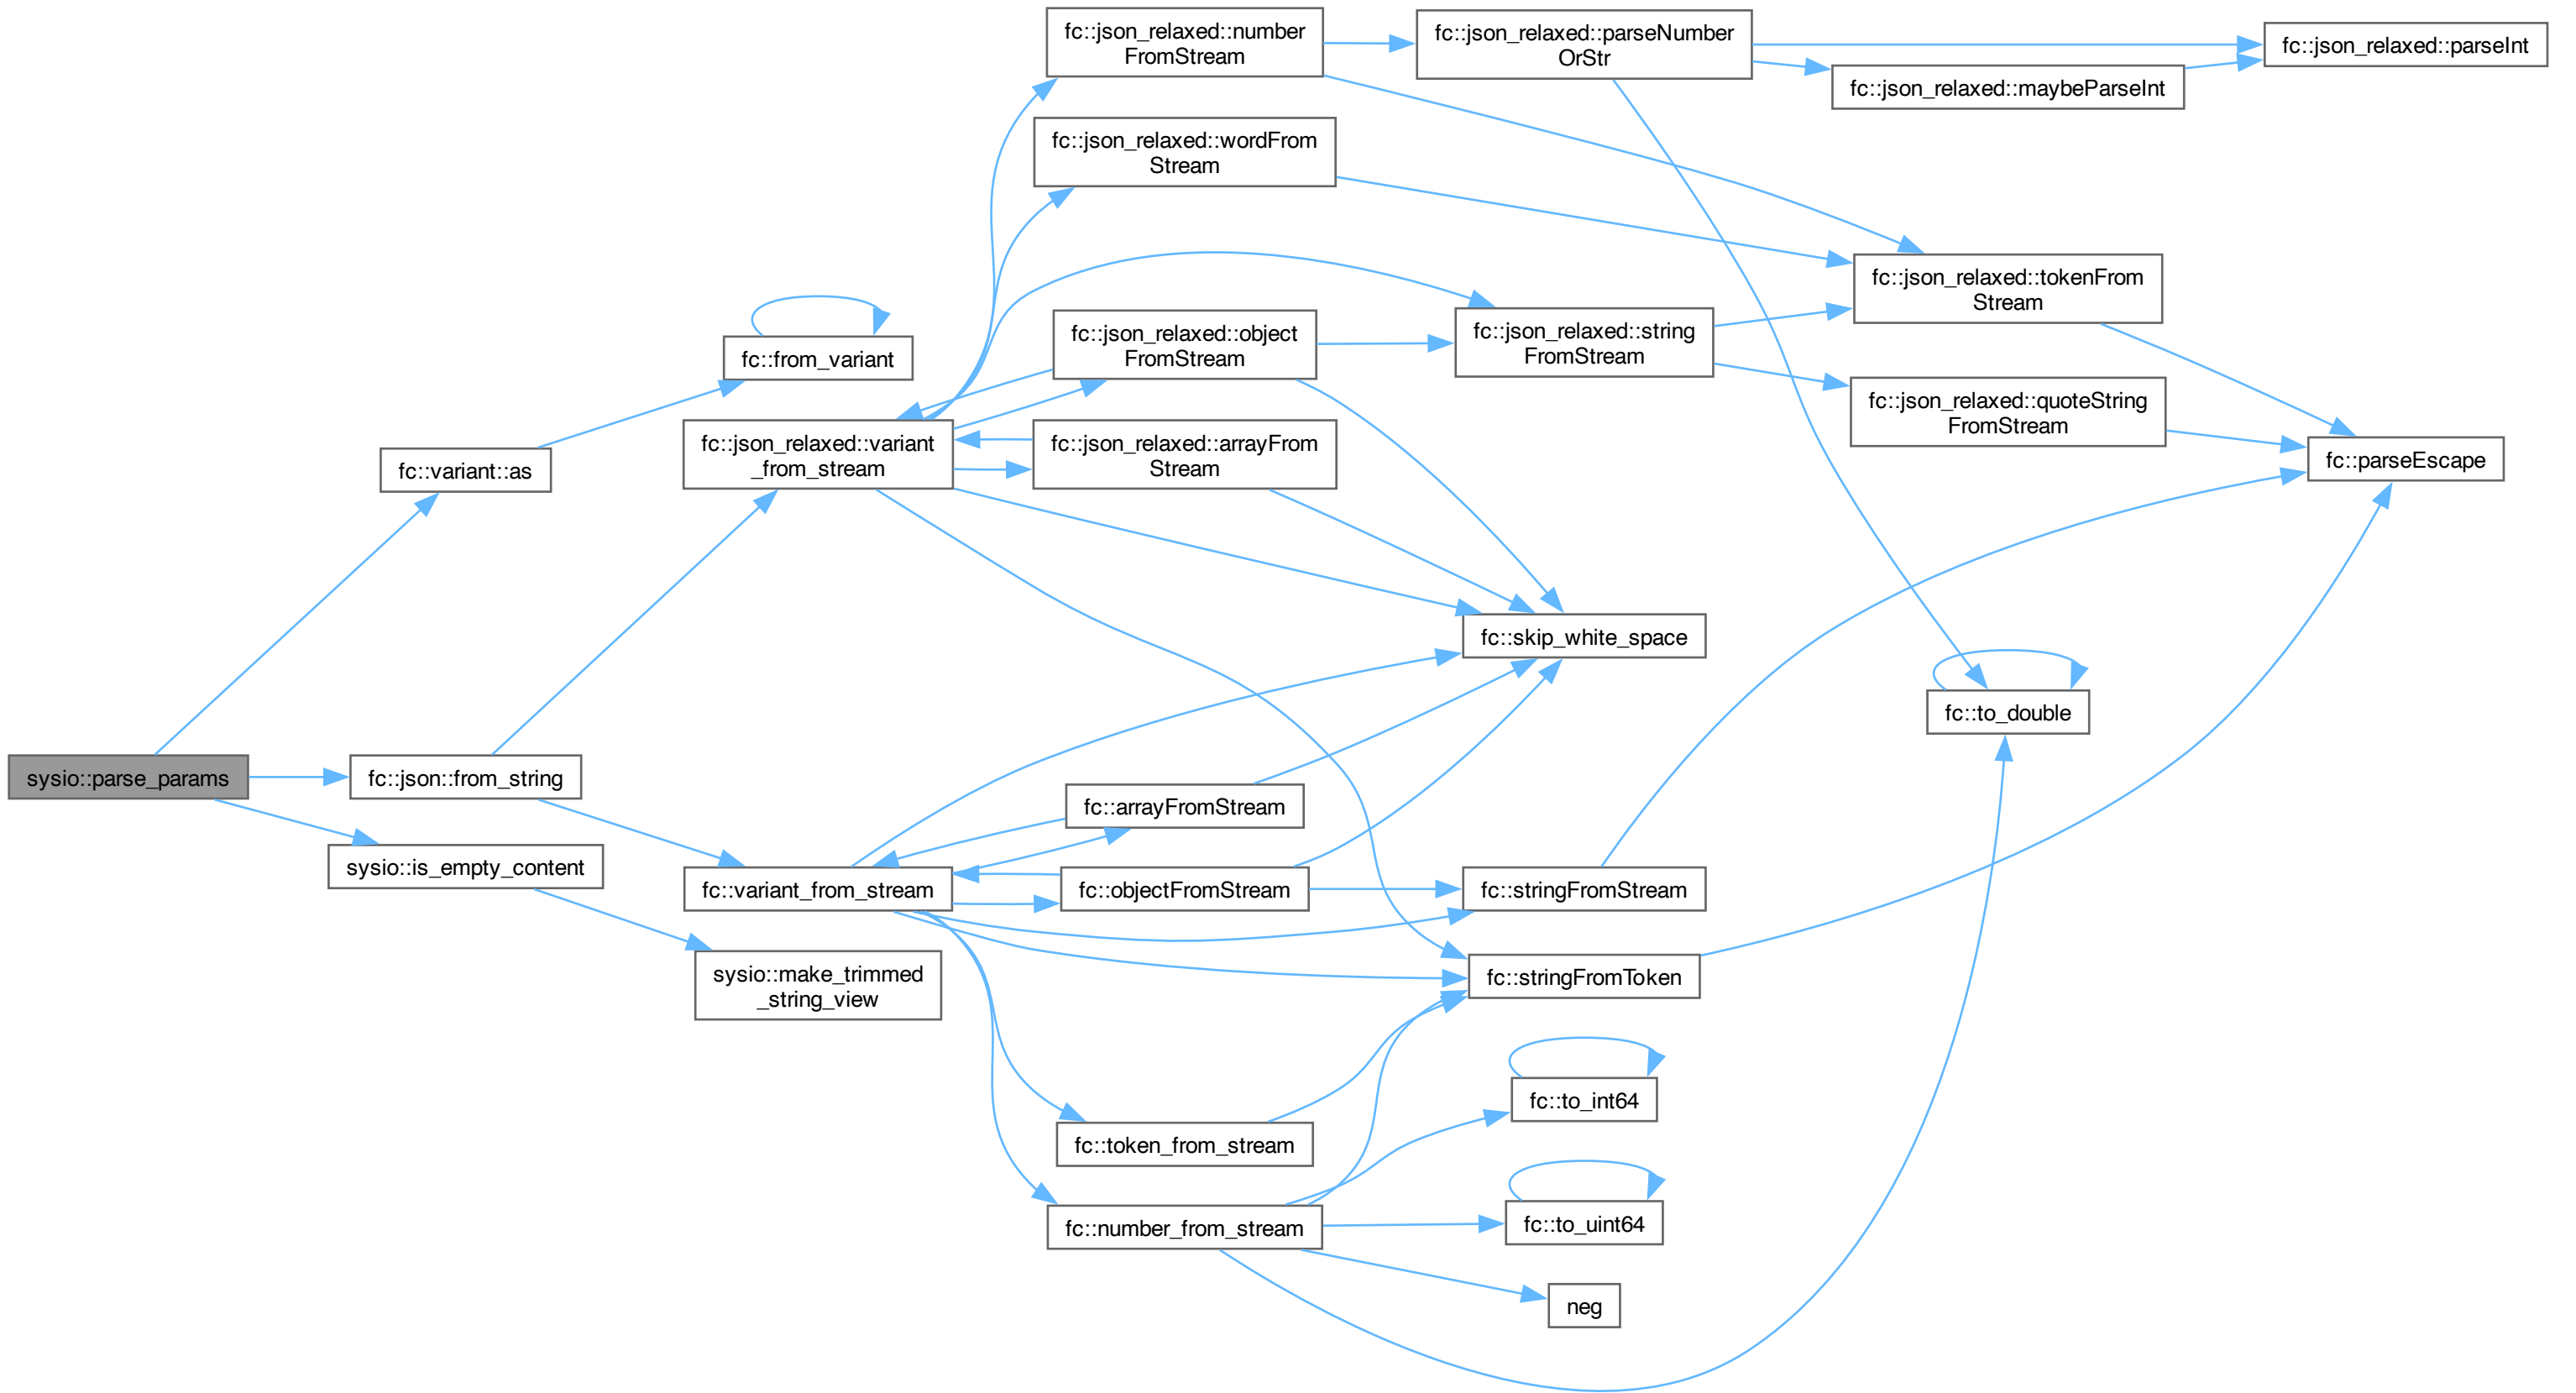 sysio::parse_params
fc::variant::as
fc::from_variant
fc::json::from_string
fc::json_relaxed::variant
_from_stream
fc::json_relaxed::number
FromStream
fc::json_relaxed::parseNumber
OrStr
fc::json_relaxed::parseInt
fc::json_relaxed::maybeParseInt
fc::json_relaxed::wordFrom
Stream
fc::json_relaxed::tokenFrom
Stream
fc::json_relaxed::object
FromStream
fc::json_relaxed::string
FromStream
fc::json_relaxed::quoteString
FromStream
fc::json_relaxed::arrayFrom
Stream
fc::parseEscape
fc::skip_white_space
fc::to_double
fc::arrayFromStream
sysio::is_empty_content
fc::variant_from_stream
fc::objectFromStream
fc::stringFromStream
sysio::make_trimmed
_string_view
fc::stringFromToken
fc::to_int64
fc::token_from_stream
fc::number_from_stream
fc::to_uint64
neg